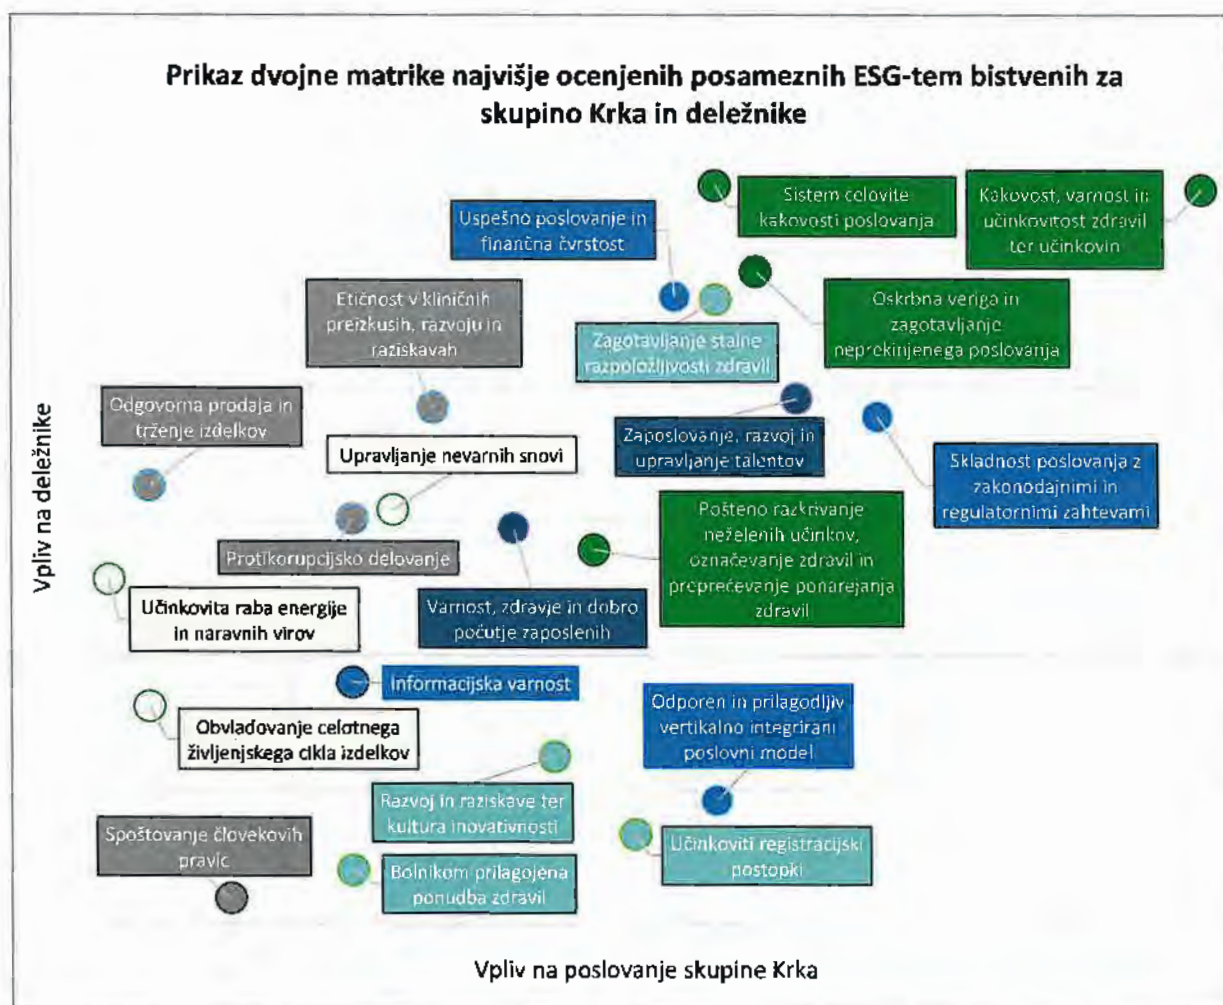 Prikaz dvojne matrike najvišje ocenjenih posameznih ESG-tem bistvenih za
skupino Krka in deležnike
Sistem celovite
kakovosti poslovanja
Kakovost, varnost in
učinkovitost zdravil
ter učinkovin
Uspešno poslovanje in
finančna čvrstost
Etičnost v kliničnih
preizkusih, razvoju in
raziskavah
Oskrbna veriga in
zagotavljanje
neprekinjenega poslovanja
Zagotavljanje stalne
razpoložljivosti zdravil
Odgovorna prodaja in
trženje izdelkov
Upravljanje nevarnih snovi
Zaposlovanje, razvoj in
upravljanje talentov
Skladnost poslovanja z
zakonodajnimi in
regulatornimi zahtevami
Pošteno razkrivanje
neželenih učinkov,
označevanje zdravil in
preprečevanje ponarejanja
zdravil
Protikorupcijsko delovanje
Vpliv na deležnike
Učinkovita raba energije
in naravnih virov
Varnost, zdravje in dobro
počutje zaposlenih
Informacijska varnost
Odporen in prilagodljiv
vertikalno integrirani
poslovni model
Obvladovanje celotnega
življenjskega cikla izdelkov
Razvoj in raziskave ter
kultura inovativnosti
Spoštovanje človekovih
pravic
Učinkoviti registracijski
postopki
Bolnikom prilagojena
ponudba zdravil
Vpliv na poslovanje skupine Krka